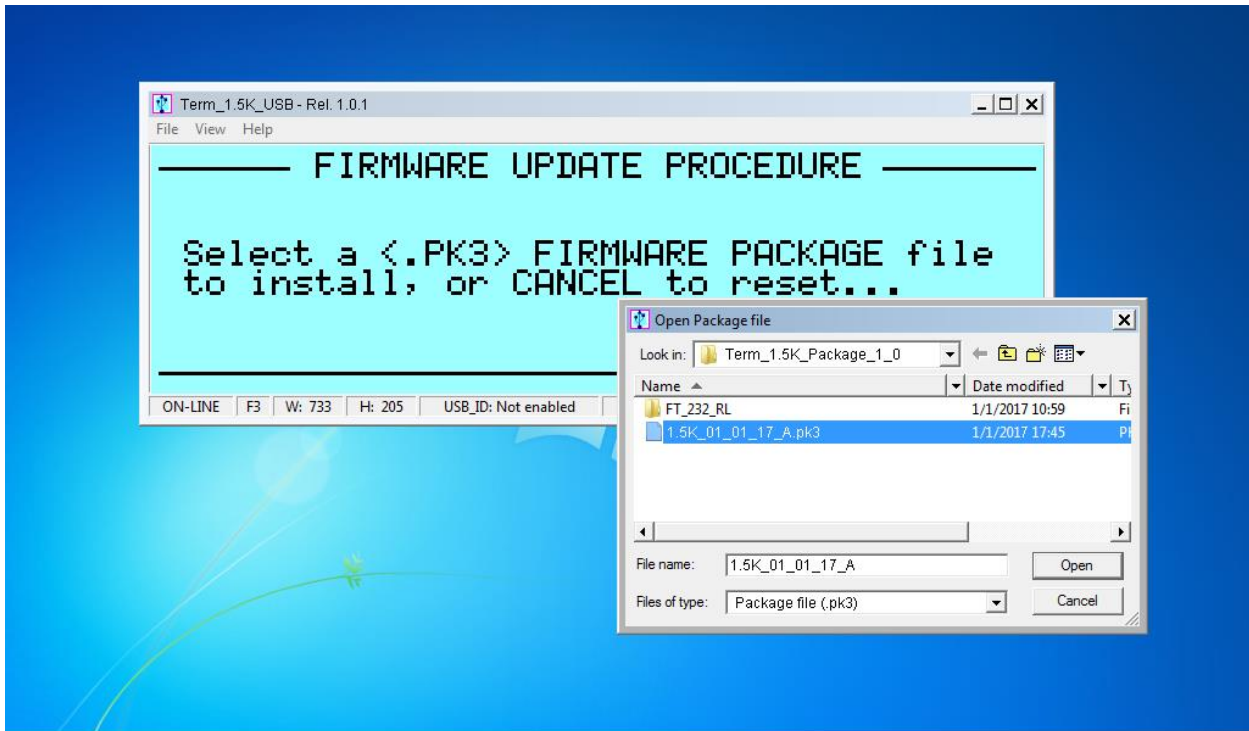 Term_1.5K_USB - Rel. 1.0.1
File View Help
FIRMWARE UPDATE PROCEDURE
Select a <.PK3> FIRMWARE PACKAGE file
to install, or CANCEL to reset...
ON-LINE F3 W: 733 H: 205 USB_ID: Not enabled
Open Package file
Look in: Term_1.5K_Package_1_0
Name Date modified Ty
FT_232_RL 1/1/2017 10:59 Fi
1.5K_01_01_17_A.pk3 1/1/2017 17:45 PK
File name: 1.5K_01_01_17_A Open
Files of type: Package file (.pk3) Cancel